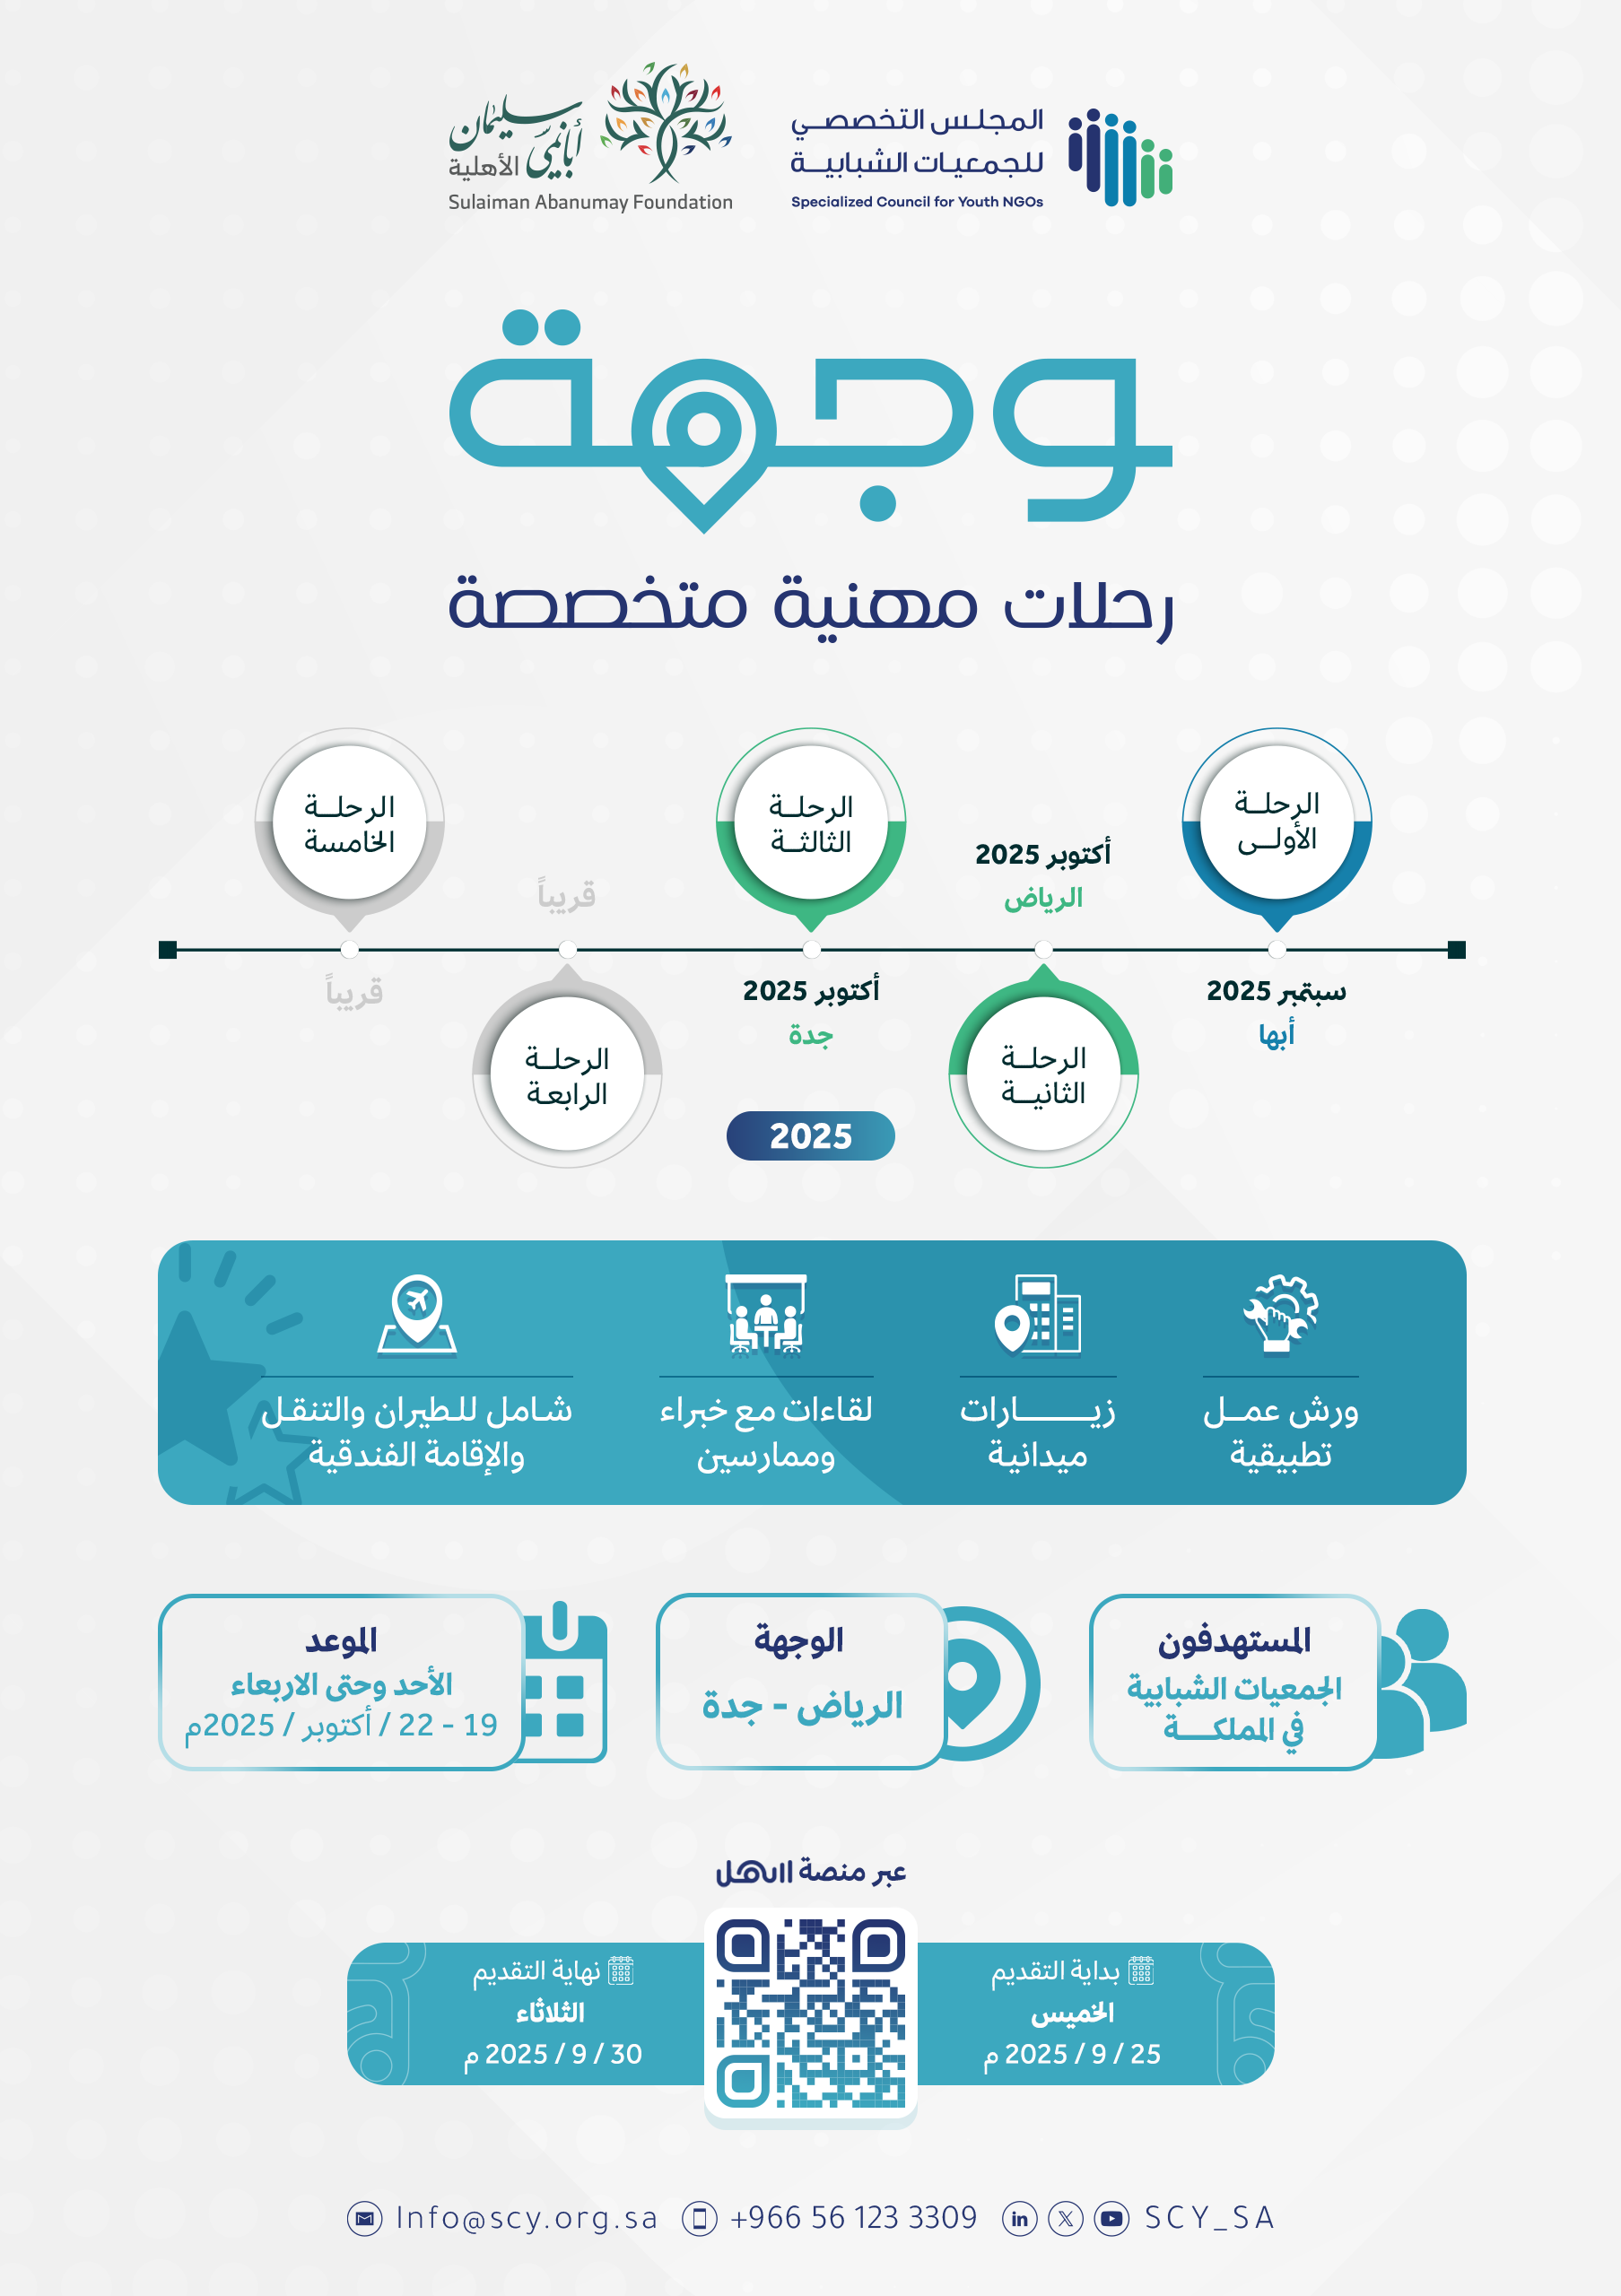 المجلس التخصصي
للجمعيات الشبابية
Specialized Council for Youth NGOs
سليمان
أبانمي
الأهلية
Sulaiman Abanumay Foundation
وجهة
رحلات مهنية متخصصة
الرحلة
الأولى
سبتمبر 2025
أبها
أكتوبر 2025
الرياض
الرحلة
الثانية
الرحلة
الثالثة
أكتوبر 2025
جدة
قريباً
الرحلة
الرابعة
الرحلة
الخامسة
قريباً
2025
ورش عمل
تطبيقية
زيارات
ميدانية
لقاءات مع خبراء
وممارسين
شامل للطيران والتنقل
والإقامة الفندقية
المستهدفون
الجمعيات الشبابية
في المملكة
الوجهة
الرياض - جدة
الموعد
الأحد وحتى الاربعاء
19 - 22 / أكتوبر / 2025م
عبر منصة
بداية التقديم
الخميس
25 / 9 / 2025 م
نهاية التقديم
الثلاثاء
30 / 9 / 2025 م
Info@scy.org.sa +966 56 123 3309 in X SCY_SA